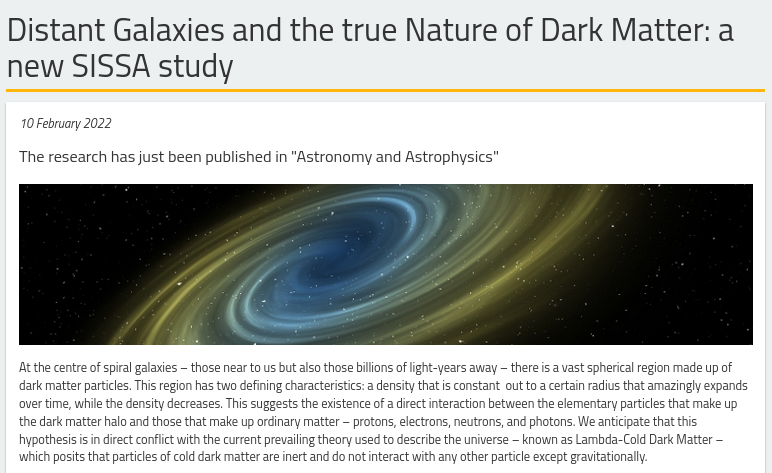 Distant Galaxies and the true Nature of Dark Matter: a
new SISSA study
10 February 2022
The research has just been published in "Astronomy and Astrophysics"
At the centre of spiral galaxies – those near to us but also those billions of light-years away – there is a vast spherical region made up of
dark matter particles. This region has two defining characteristics: a density that is constant  out to a certain radius that amazingly expands
over time, while the density decreases. This suggests the existence of a direct interaction between the elementary particles that make up
the dark matter halo and those that make up ordinary matter – protons, electrons, neutrons, and photons. We anticipate that this
hypothesis is in direct conflict with the current prevailing theory used to describe the universe – known as Lambda-Cold Dark Matter –
which posits that particles of cold dark matter are inert and do not interact with any other particle except gravitationally.